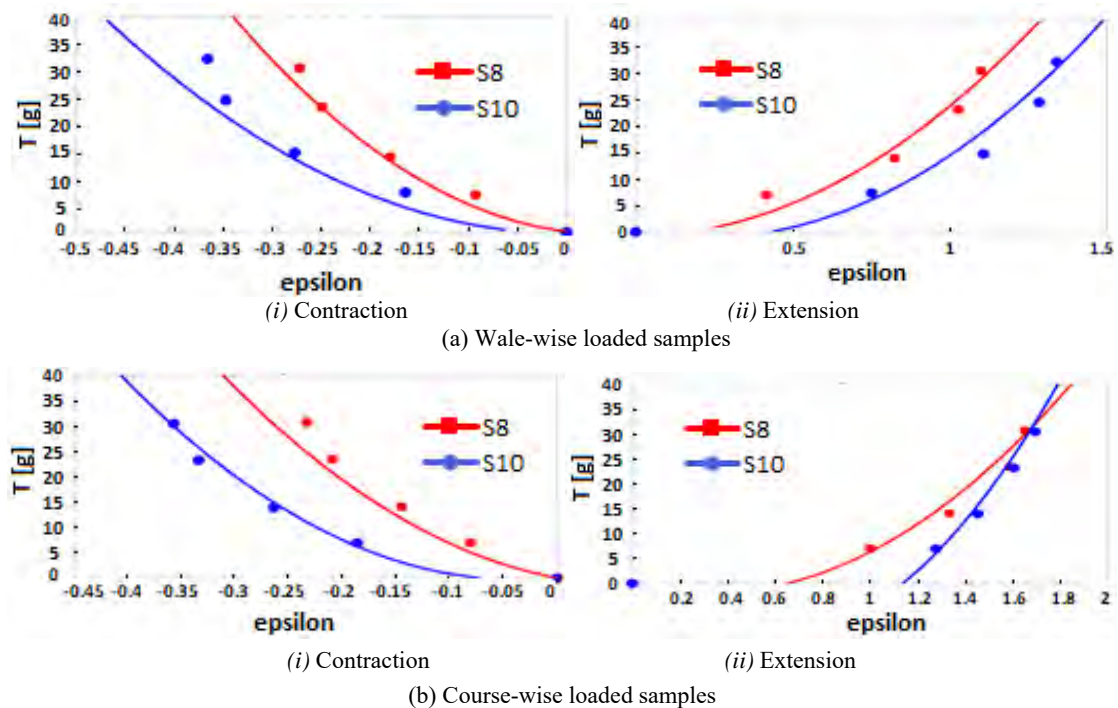 40
35
30
25
20
15
10
5
0
T [g]
S8
S10
-0.5 -0.45 -0.4 -0.35 -0.3 -0.25 -0.2 -0.15 -0.1 -0.05 0
epsilon
40
35
30
25
20
15
10
5
0
T [g]
S8
S10
0.5 1 1.5
epsilon
(i) Contraction (ii) Extension
(a) Wale-wise loaded samples
40
35
30
25
20
15
10
5
0
T [g]
S8
S10
-0.45 -0.4 -0.35 -0.3 -0.25 -0.2 -0.15 -0.1 -0.05 0
epsilon
40
35
30
25
20
15
10
5
0
T [g]
S8
S10
0.2 0.4 0.6 0.8 1 1.2 1.4 1.6 1.8 2
epsilon
(i) Contraction (ii) Extension
(b) Course-wise loaded samples